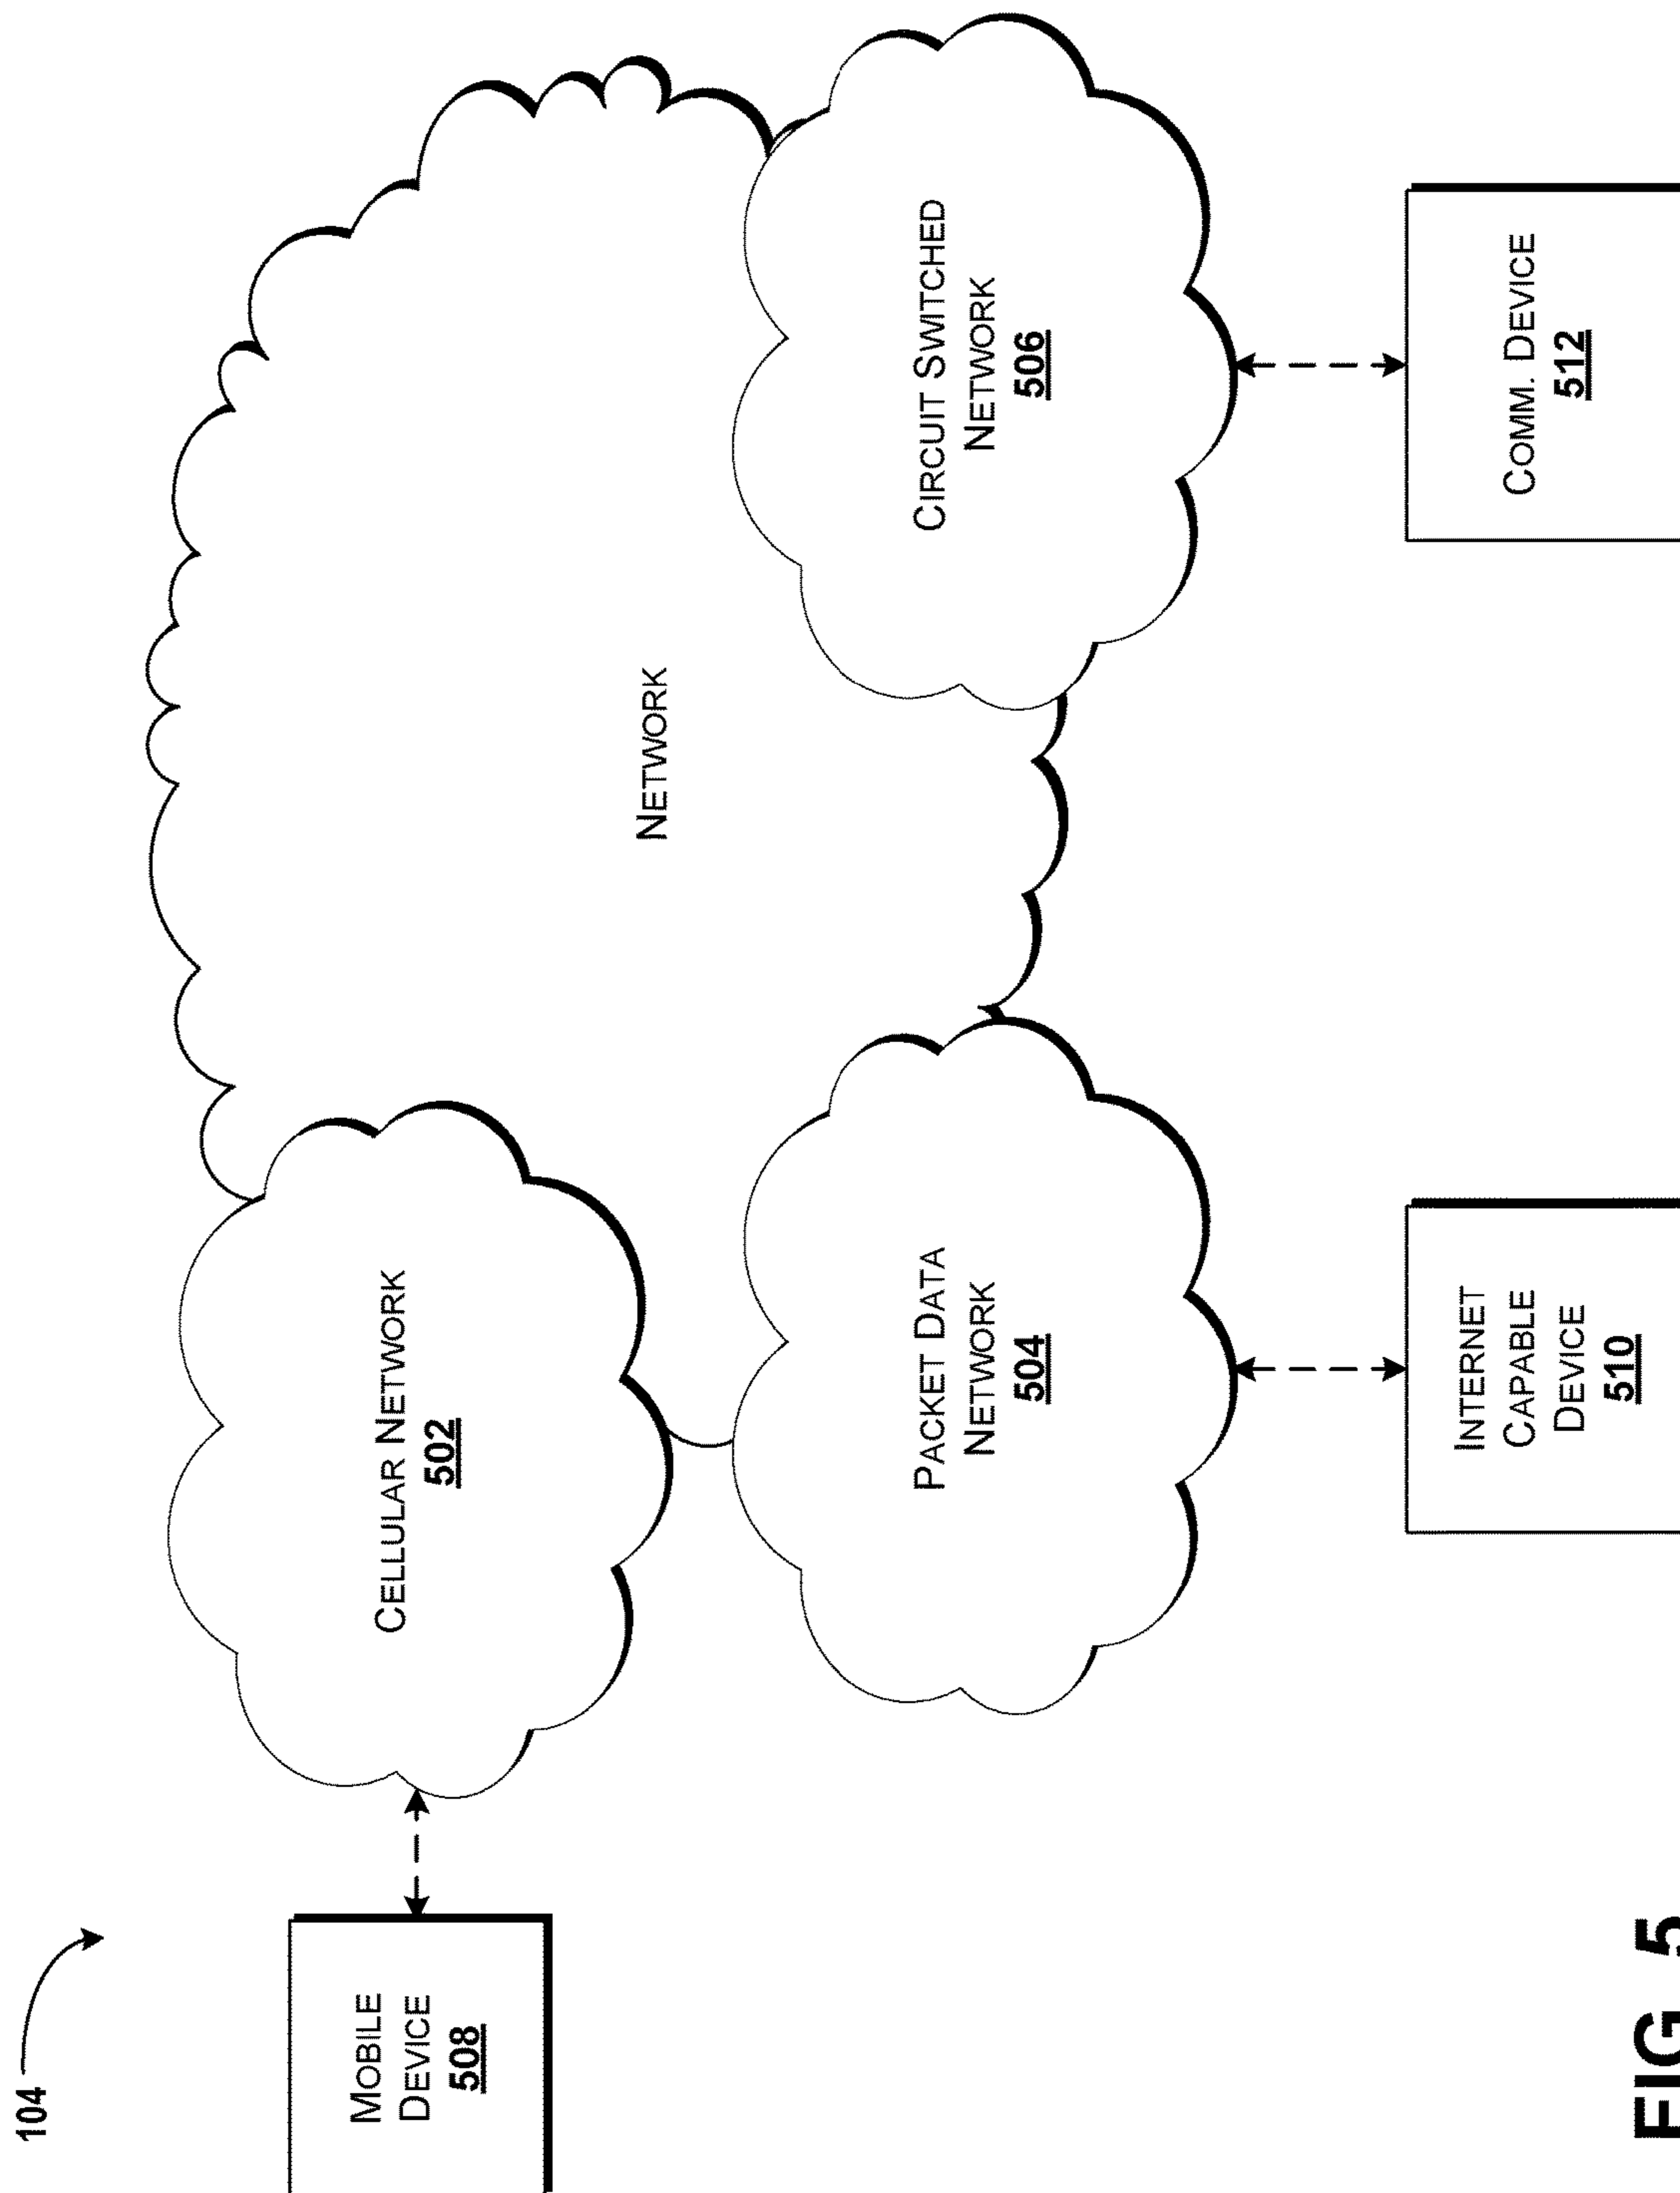 104
MOBILE
DEVICE
508
CELLULAR NETWORK
502
NETWORK
PACKET DATA
NETWORK
504
CIRCUIT SWITCHED
NETWORK
506
INTERNET
CAPABLE
DEVICE
510
COMM. DEVICE
512
FIG. 5